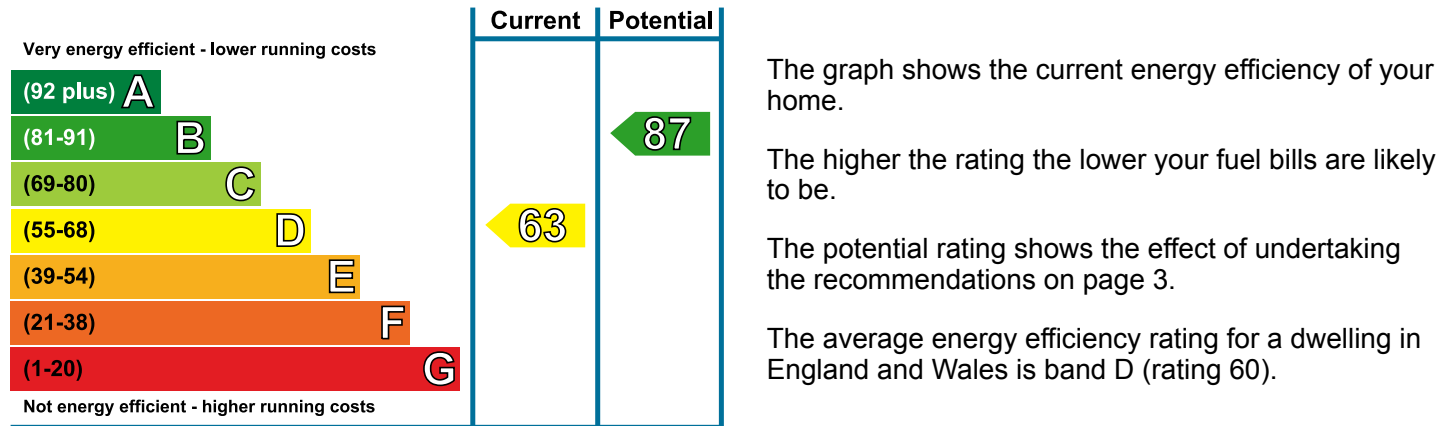 Current Potential
Very energy efficient - lower running costs
(92 plus) A
(81-91) B
87
(69-80) C
(55-68) D
63
(39-54) E
(21-38) F
(1-20) G
Not energy efficient - higher running costs
The graph shows the current energy efficiency of your
home.
The higher the rating the lower your fuel bills are likely
to be.
The potential rating shows the effect of undertaking
the recommendations on page 3.
The average energy efficiency rating for a dwelling in
England and Wales is band D (rating 60).